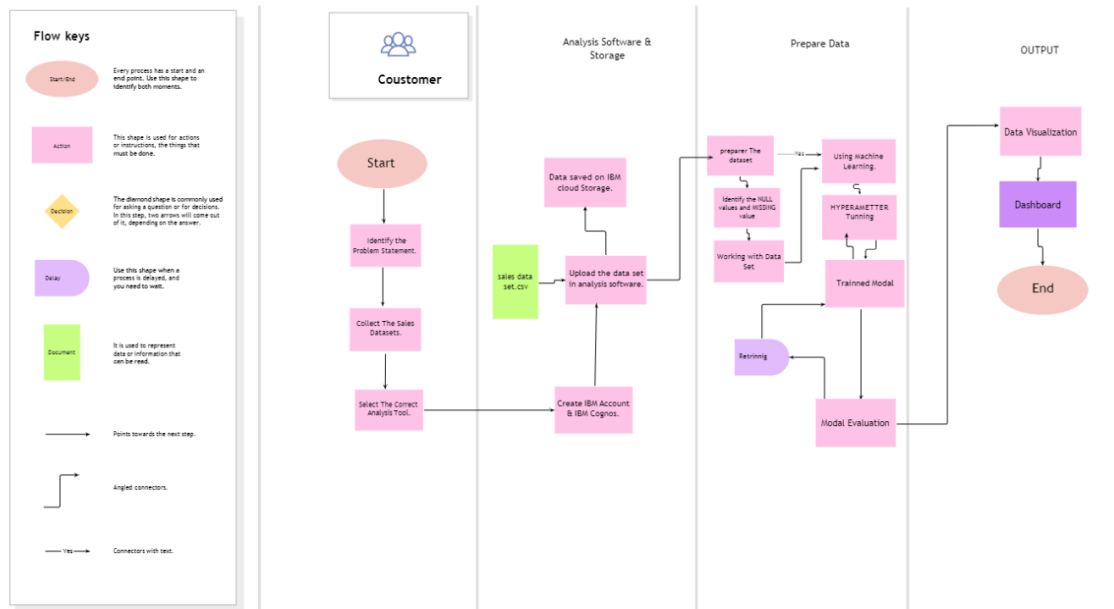 Flow keys
Start/End
Every process has a start and an
end point. Use this shape to
identify both moments.
Action
This shape is used for actions
or instructions, the things that
must be done.
Decision
The diamond shape is commonly used
for asking a question or for decisions.
In this step, two arrows will come out
of it, depending on the answer.
Delay
Use this shape when a
process is delayed, and
you need to wait.
Document
It is used to represent
data or information that
can be read.
Points towards the next step.
Angled connectors.
Yes
Connectors with text.
Coustomer
Start
Identify the
Problem Statement.
Collect The Sales
Datasets.
Select The Correct
Analysis Tool.
Analysis Software &
Storage
Data saved on IBM
cloud Storage.
sales data
set.csv
Upload the data set
in analysis software.
Create IBM Account
& IBM Cognos.
Prepare Data
preparer The
dataset
Yes
Using Machine
Learning.
Identify the NULL
values and MISSING
value
HYPERAMETTER
Tunning
Working with Data
Set
Trainned Modal
Retrinnig
Modal Evaluation
OUTPUT
Data Visualization
Dashboard
End